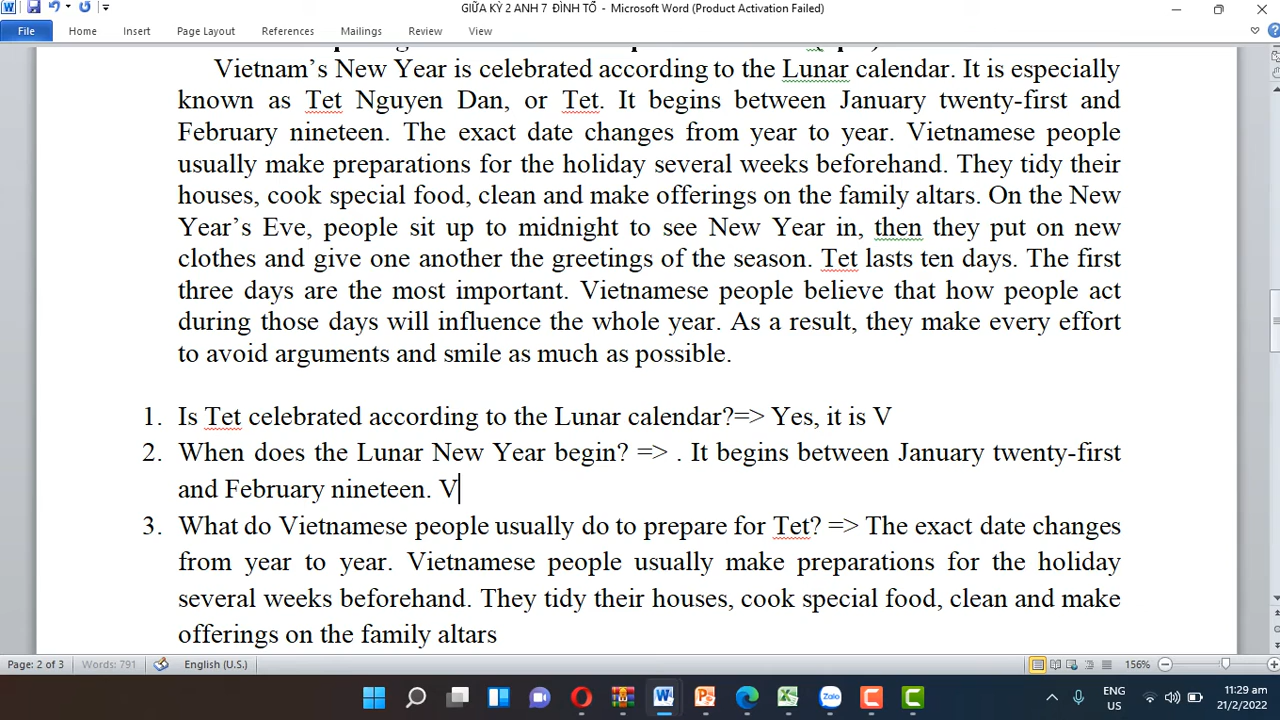 GIỮA KỲ 2 ANH 7 ĐÌNH TỔ - Microsoft Word (Product Activation Failed)
File Home Insert Page Layout References Mailings Review View
Vietnam's New Year is celebrated according to the Lunar calendar. It is especially
known as Tet Nguyen Dan, or Tet. It begins between January twenty-first and
February nineteen. The exact date changes from year to year. Vietnamese people
usually make preparations for the holiday several weeks beforehand. They tidy their
houses, cook special food, clean and make offerings on the family altars. On the New
Year's Eve, people sit up to midnight to see New Year in, then they put on new
clothes and give one another the greetings of the season. Tet lasts ten days. The first
three days are the most important. Vietnamese people believe that how people act
during those days will influence the whole year. As a result, they make every effort
to avoid arguments and smile as much as possible.
1. Is Tet celebrated according to the Lunar calendar?=> Yes, it is V
2. When does the Lunar New Year begin? => . It begins between January twenty-first
and February nineteen. V
3. What do Vietnamese people usually do to prepare for Tet? => The exact date changes
from year to year. Vietnamese people usually make preparations for the holiday
several weeks beforehand. They tidy their houses, cook special food, clean and make
offerings on the family altars
Page: 2 of 3 Words: 791 English (U.S.) 156%
ENG 11:29 am
US 21/2/2022